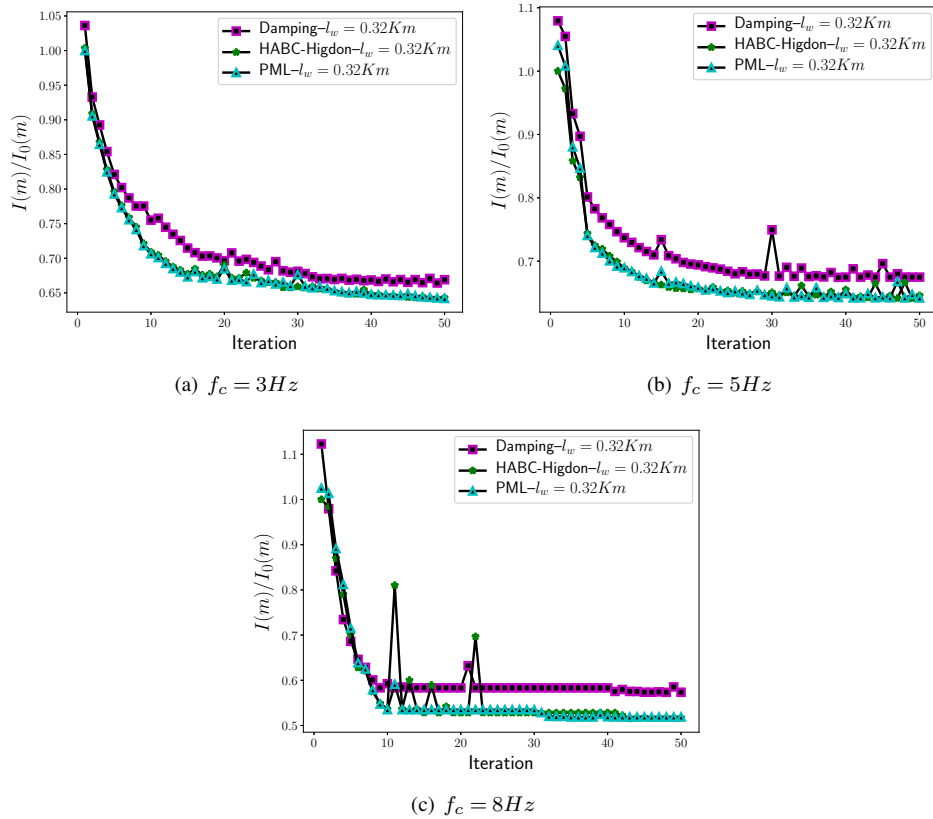 1.05
1.00
0.95
0.90
0.85
0.80
0.75
0.70
0.65
I(m)/I₀(m)
Damping–l_w = 0.32Km
HABC-Higdon–l_w = 0.32Km
PML–l_w = 0.32Km
0 10 20 30 40 50
Iteration
(a) f_c = 3Hz
1.1
1.0
0.9
0.8
0.7
I(m)/I₀(m)
Damping–l_w = 0.32Km
HABC-Higdon–l_w = 0.32Km
PML–l_w = 0.32Km
0 10 20 30 40 50
Iteration
(b) f_c = 5Hz
1.1
1.0
0.9
0.8
0.7
0.6
0.5
I(m)/I₀(m)
Damping–l_w = 0.32Km
HABC-Higdon–l_w = 0.32Km
PML–l_w = 0.32Km
0 10 20 30 40 50
Iteration
(c) f_c = 8Hz